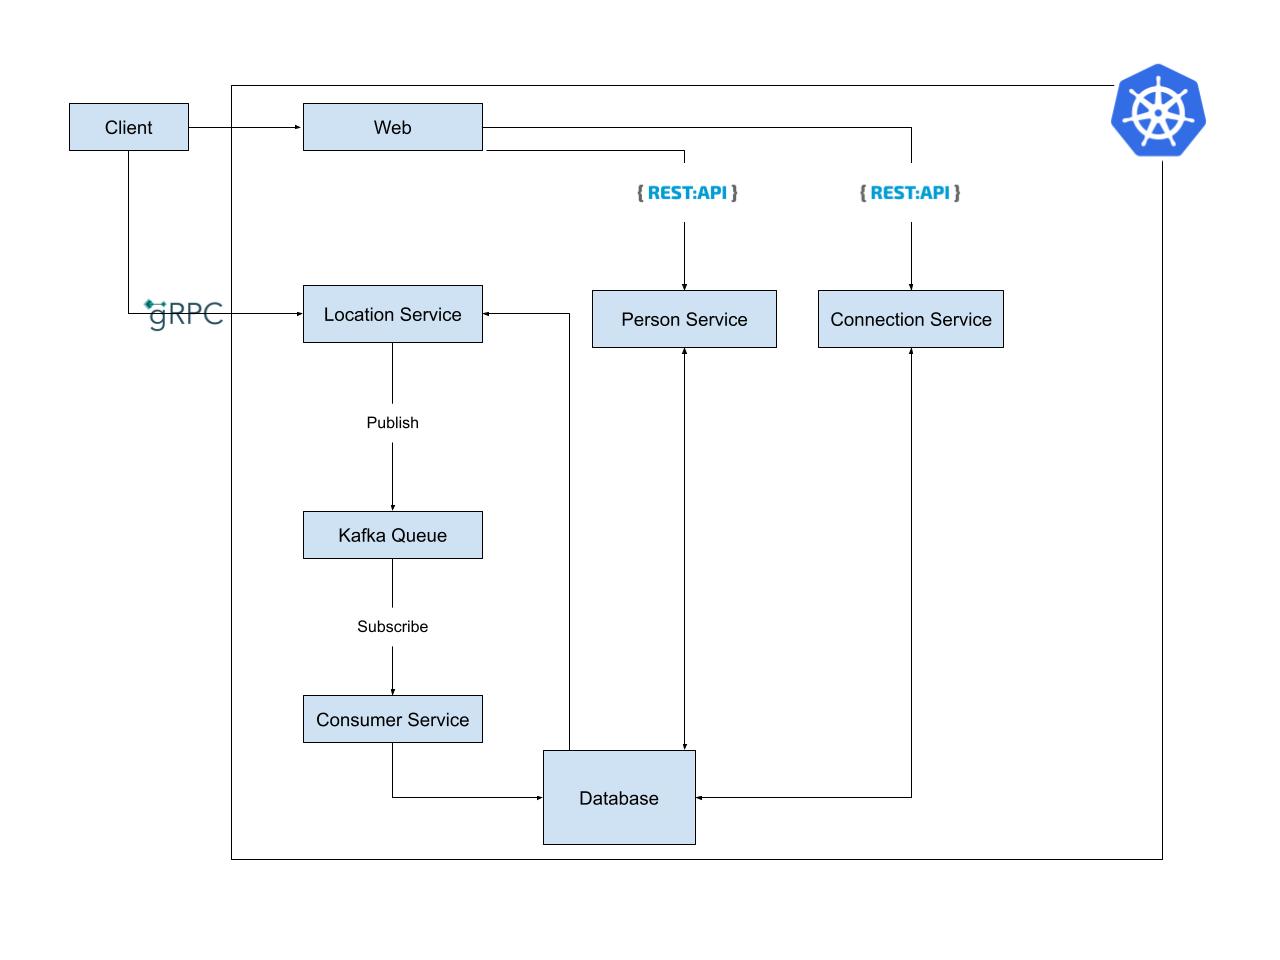 Client
Web
{ REST:API }
{ REST:API }
gRPC
Location Service
Person Service
Connection Service
Publish
Kafka Queue
Subscribe
Consumer Service
Database